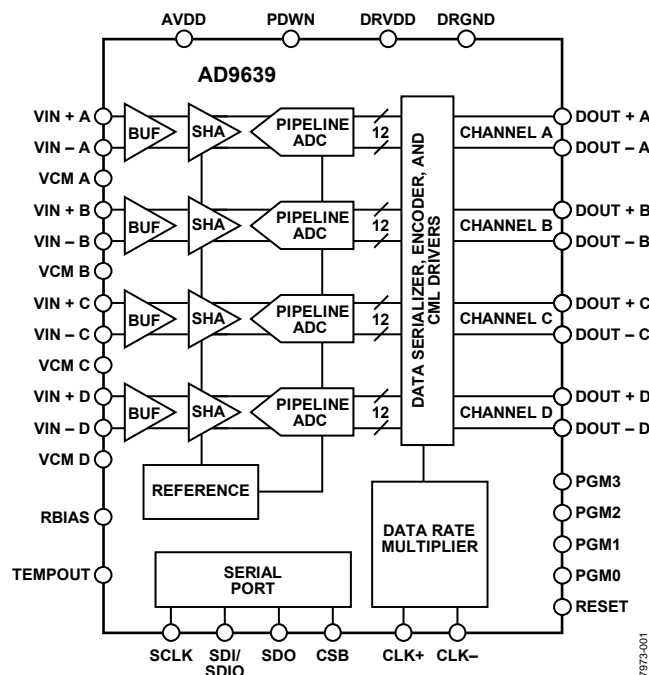 AVDD PDWN DRVDD DRGND
AD9639
VIN + A
BUF
SHA
PIPELINE
ADC
12
CHANNEL A
DOUT + A
VIN – A
DOUT – A
VCM A
VIN + B
BUF
SHA
PIPELINE
ADC
12
CHANNEL B
DOUT + B
VIN – B
DOUT – B
VCM B
VIN + C
BUF
SHA
PIPELINE
ADC
12
CHANNEL C
DOUT + C
VIN – C
DOUT – C
VCM C
VIN + D
BUF
SHA
PIPELINE
ADC
12
CHANNEL D
DOUT + D
VIN – D
DOUT – D
VCM D
DATA SERIALIZER, ENCODER, AND
CML DRIVERS
REFERENCE
RBIAS
TEMPOUT
DATA RATE
MULTIPLIER
SERIAL
PORT
PGM3
PGM2
PGM1
PGM0
RESET
SCLK
SDI/
SDIO
SDO
CSB
CLK+
CLK–
7973-001